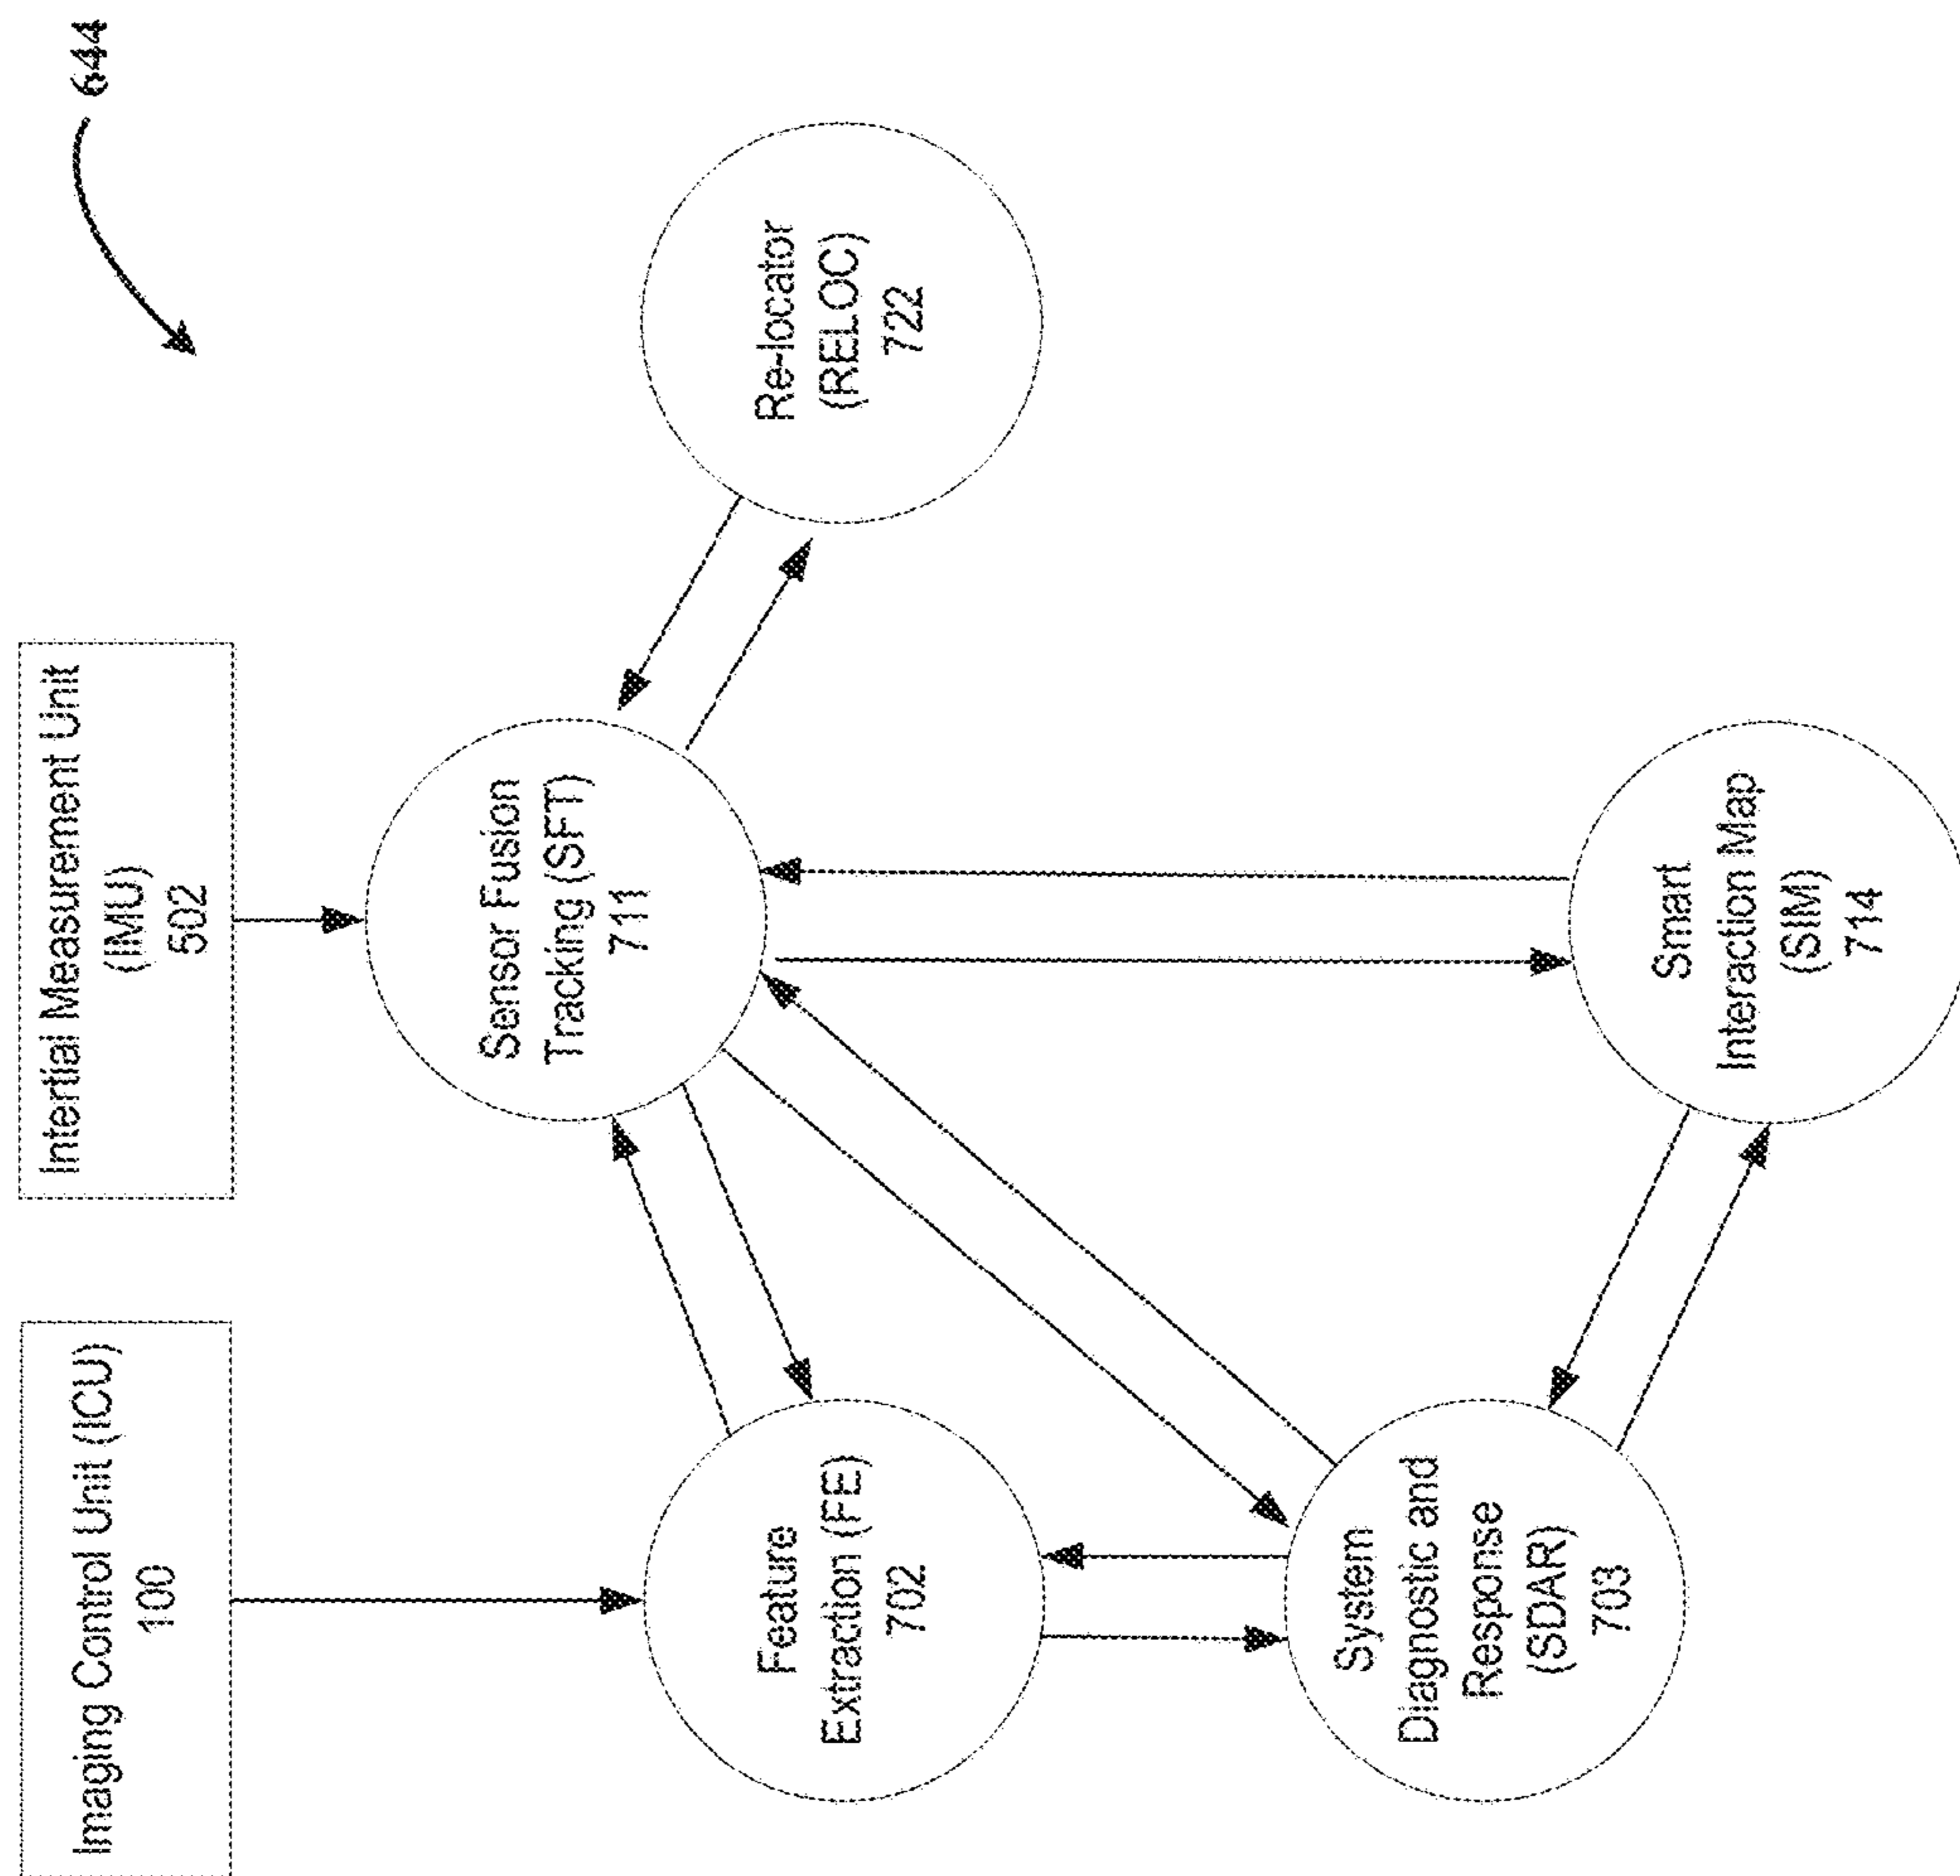 644
Imaging Control Unit (ICU)
100
Intertial Measurement Unit
(IMU)
502
Feature
Extraction (FE)
702
Sensor Fusion
Tracking (SFT)
711
Re-locator
(RELOC)
722
System
Diagnostic and
Response
(SDAR)
703
Smart
Interaction Map
(SIM)
714